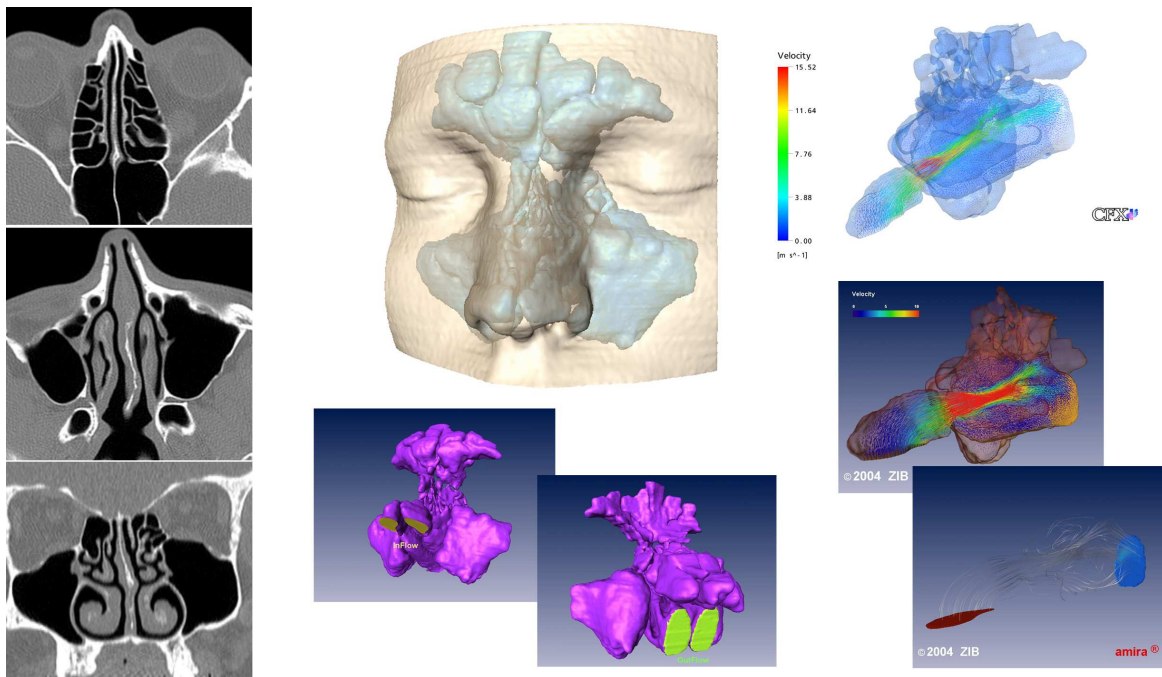 Velocity
15.52
11.64
7.76
3.88
0.00
[m s^-1]
CFX
Velocity
0 5 10
© 2004 ZIB
InFlow
OutFlow
© 2004 ZIB
amira ®